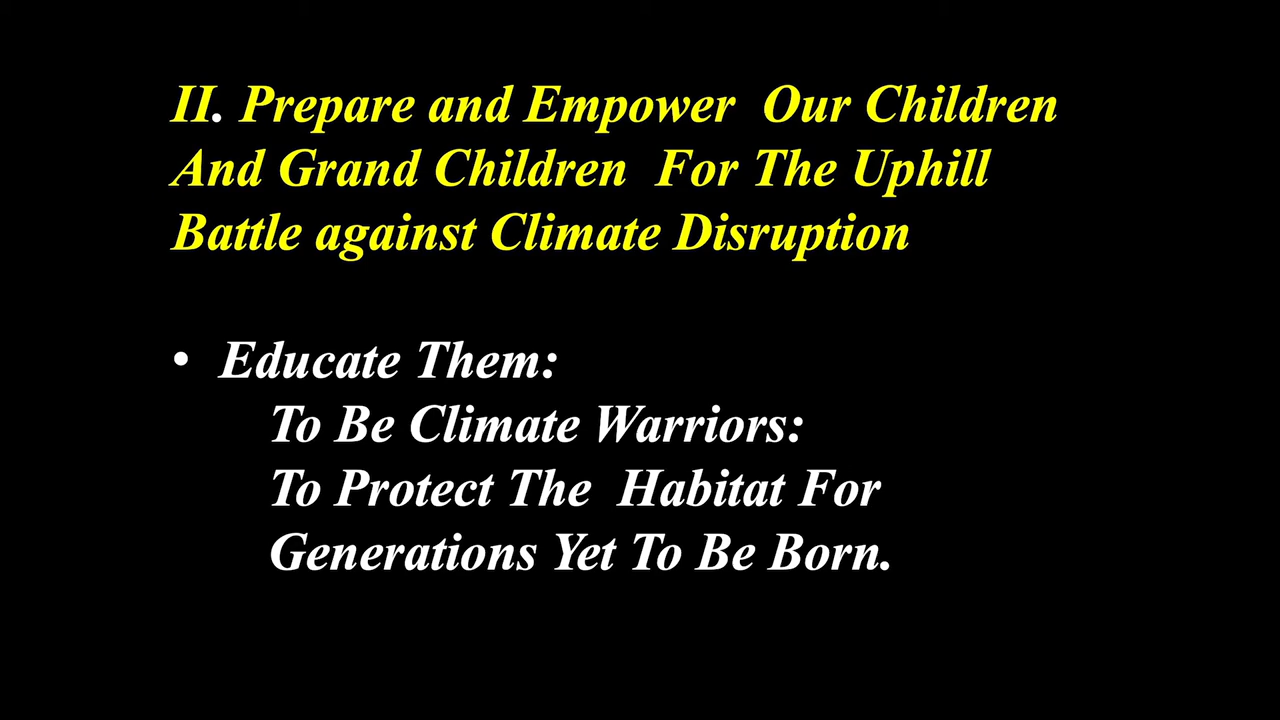 II. Prepare and Empower  Our Children
And Grand Children  For The Uphill
Battle against Climate Disruption
• Educate Them:
To Be Climate Warriors:
To Protect The  Habitat For
Generations Yet To Be Born.